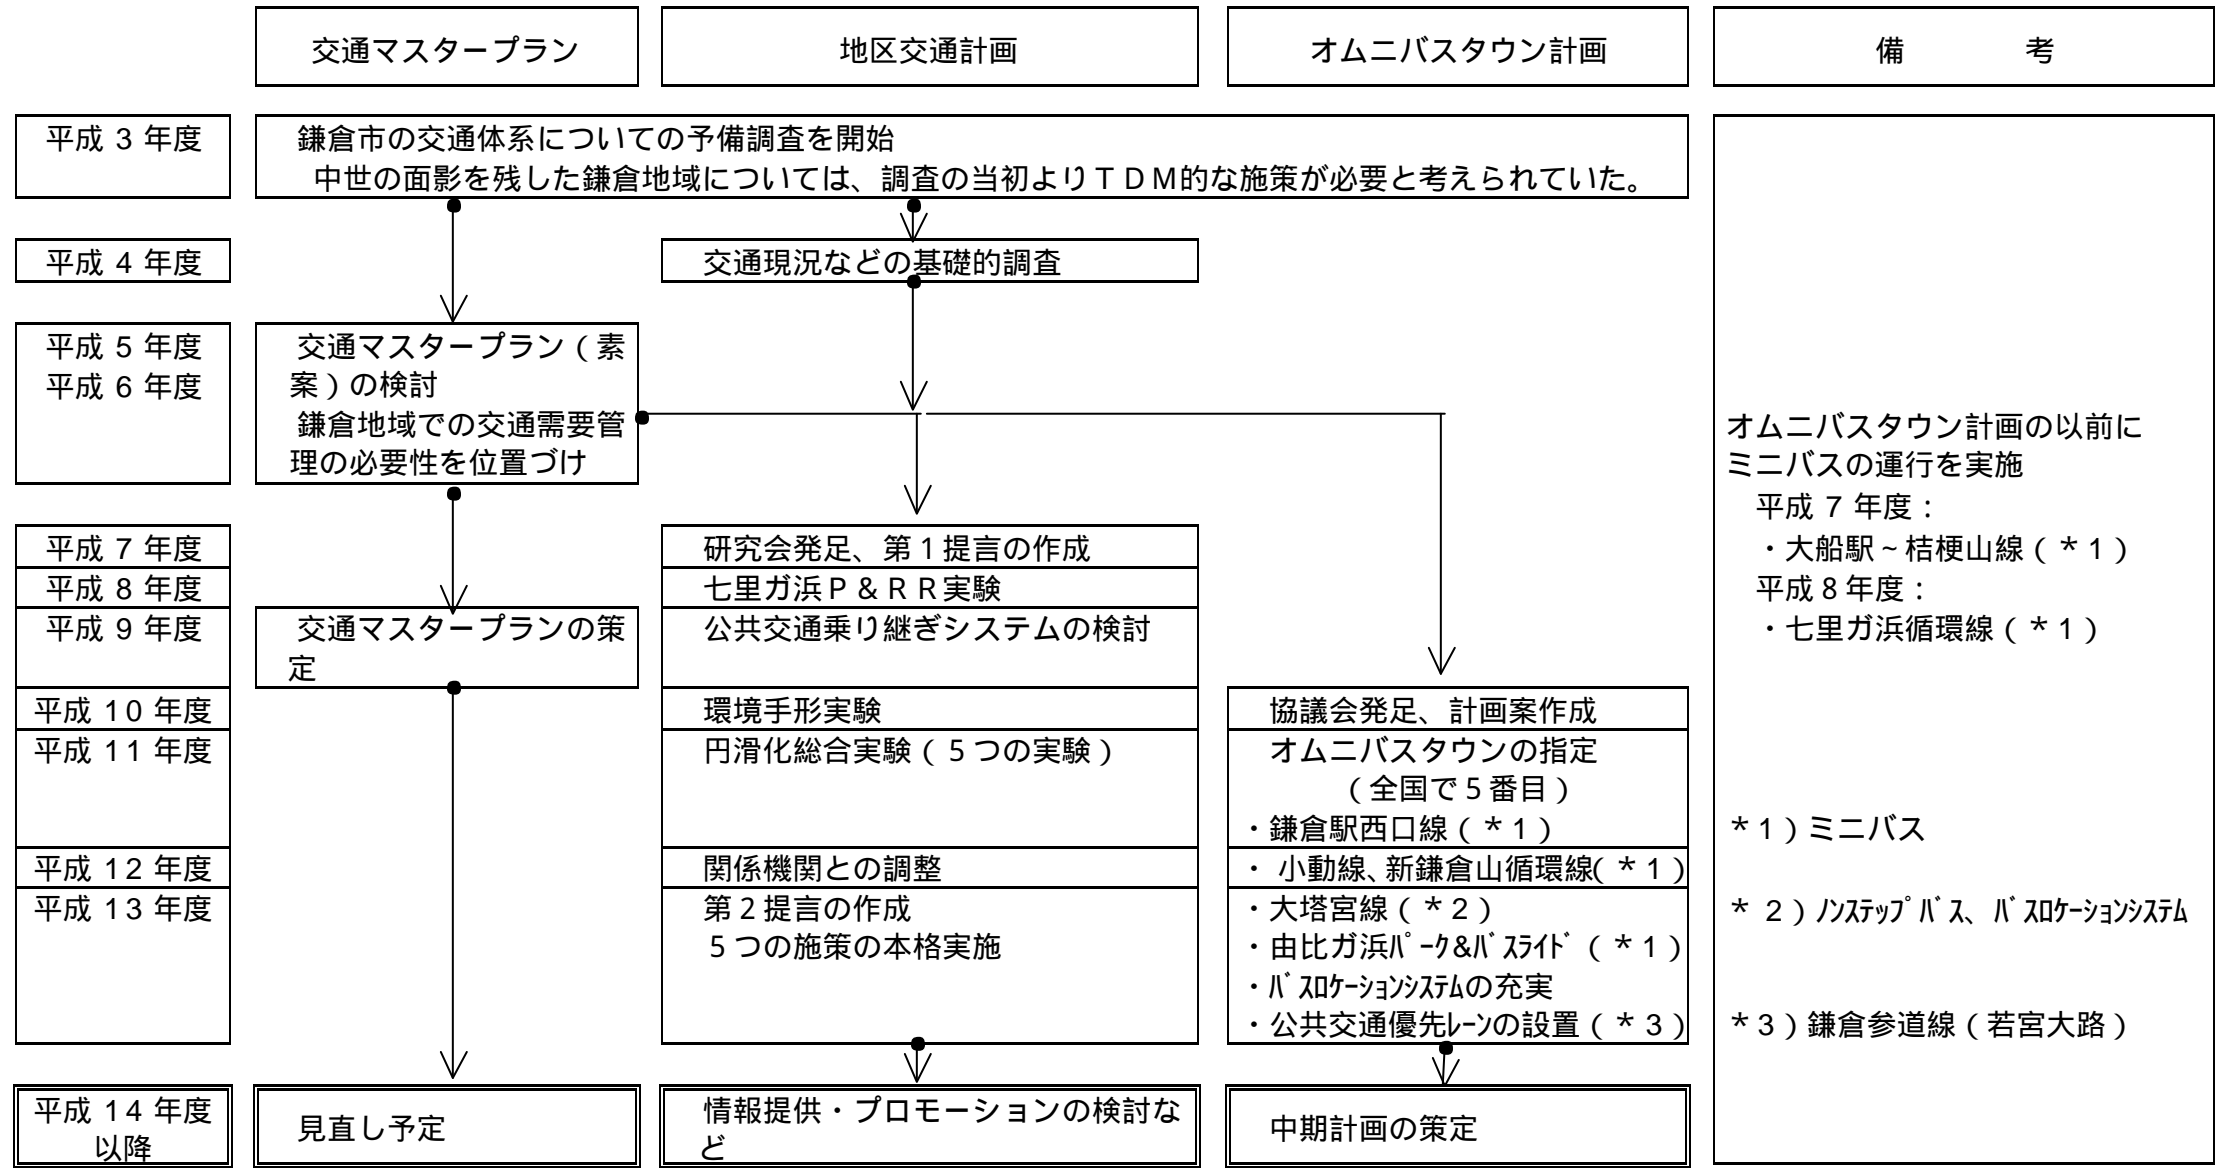 交通マスタープラン
地区交通計画
オムニバスタウン計画
備　　考
平成 3 年度
鎌倉市の交通体系についての予備調査を開始
中世の面影を残した鎌倉地域については、調査の当初よりＴＤＭ的な施策が必要と考えられていた。
平成 4 年度
交通現況などの基礎的調査
平成 5 年度
平成 6 年度
交通マスタープラン（素
案）の検討
鎌倉地域での交通需要管
理の必要性を位置づけ
オムニバスタウン計画の以前に
ミニバスの運行を実施
平成 7 年度：
・大船駅～桔梗山線（＊1）
平成８年度：
・七里ガ浜循環線（＊1）
平成 7 年度
研究会発足、第１提言の作成
平成 8 年度
七里ガ浜Ｐ＆ＲＲ実験
平成 9 年度
交通マスタープランの策
定
公共交通乗り継ぎシステムの検討
平成 10 年度
環境手形実験
協議会発足、計画案作成
平成 11 年度
円滑化総合実験（５つの実験）
オムニバスタウンの指定
（全国で５番目）
・鎌倉駅西口線（＊1）
＊1）ミニバス
平成 12 年度
関係機関との調整
・ 小動線、新鎌倉山循環線（＊1）
平成 13 年度
第２提言の作成
５つの施策の本格実施
・大塔宮線（＊2）
・由比ガ浜ﾊﾟｰｸ&ﾊﾞｽﾗｲﾄﾞ（＊1）
・ﾊﾞｽﾛｹｰｼｮﾝｼｽﾃﾑの充実
・公共交通優先ﾚｰﾝの設置（＊3）
＊ 2）ﾉﾝｽﾃｯﾌﾟﾊﾞｽ、ﾊﾞｽﾛｹｰｼｮﾝｼｽﾃﾑ
＊3）鎌倉参道線（若宮大路）
平成 14 年度
以降
見直し予定
情報提供・プロモーションの検討な
ど
中期計画の策定